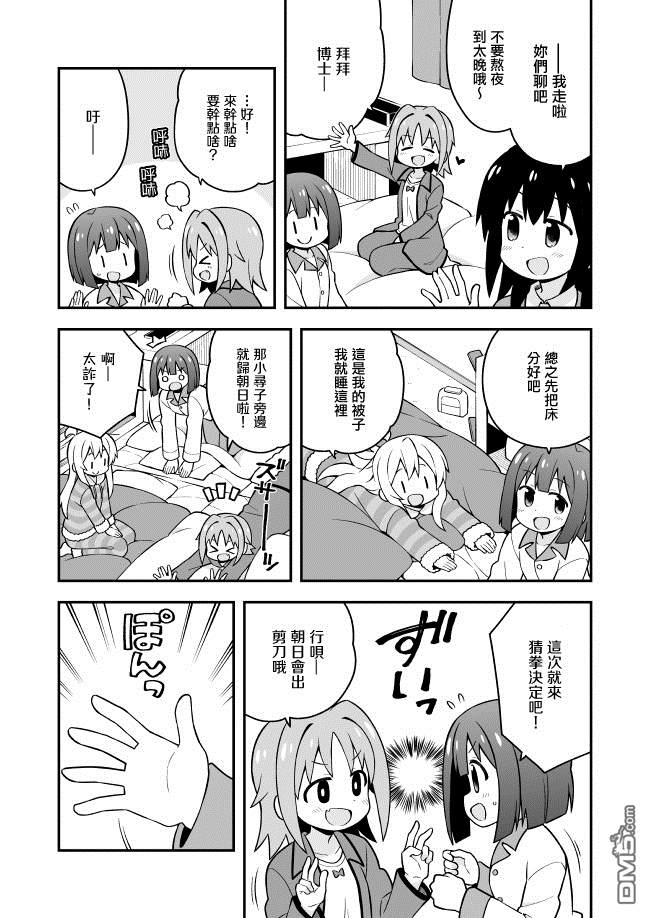 ──我走啦
妳們聊吧
不要熬夜
到太晚哦～
拜拜
博士─
…好！
來幹點啥
要幹點啥？
呼哧
呼哧
吁─
總之先把床
分好吧
這是我的被子
我就睡這裡
那小尋子旁邊
就歸朝日啦！
ズサーッ
啊─
太詐了！
這次就來
猜拳決定吧！
ずいっ
行唄─
朝日會出
剪刀哦
ぽんっ
DM5.com